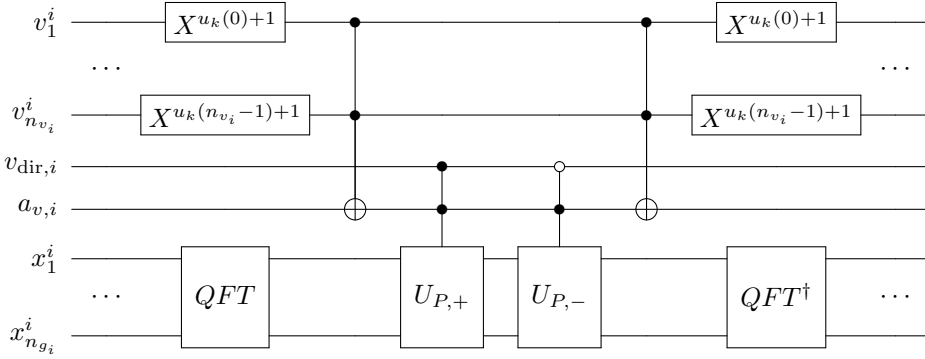 v_1^i X^{u_k(0)+1} X^{u_k(0)+1}
... ...
v_{n_{v_i}}^i X^{u_k(n_{v_i}-1)+1} X^{u_k(n_{v_i}-1)+1}
v_{dir,i}
a_{v,i}
x_1^i
... QFT U_{P,+} U_{P,-} QFT^† ...
x_{n_{g_i}}^i